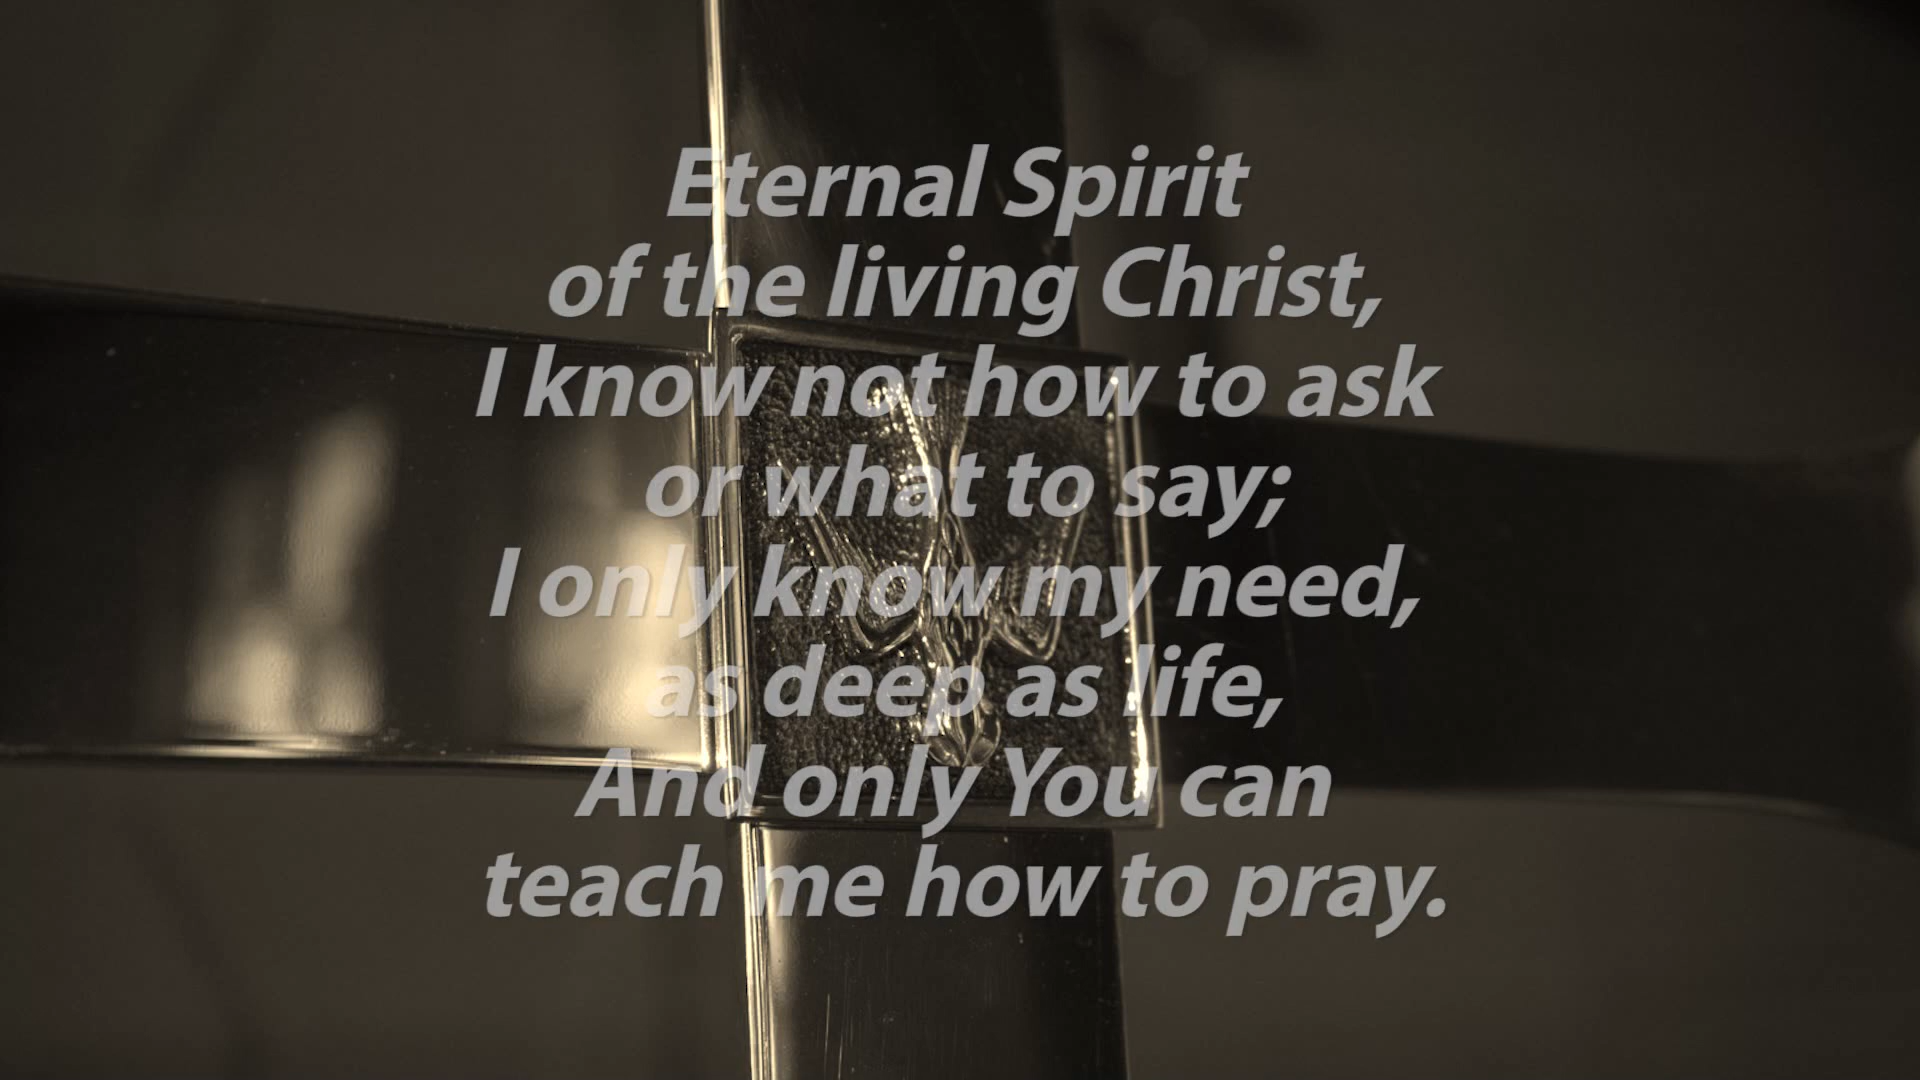 Eternal Spirit
of the living Christ,
I know not how to ask
or what to say;
I only know my need,
as deep as life,
And only You can
teach me how to pray.